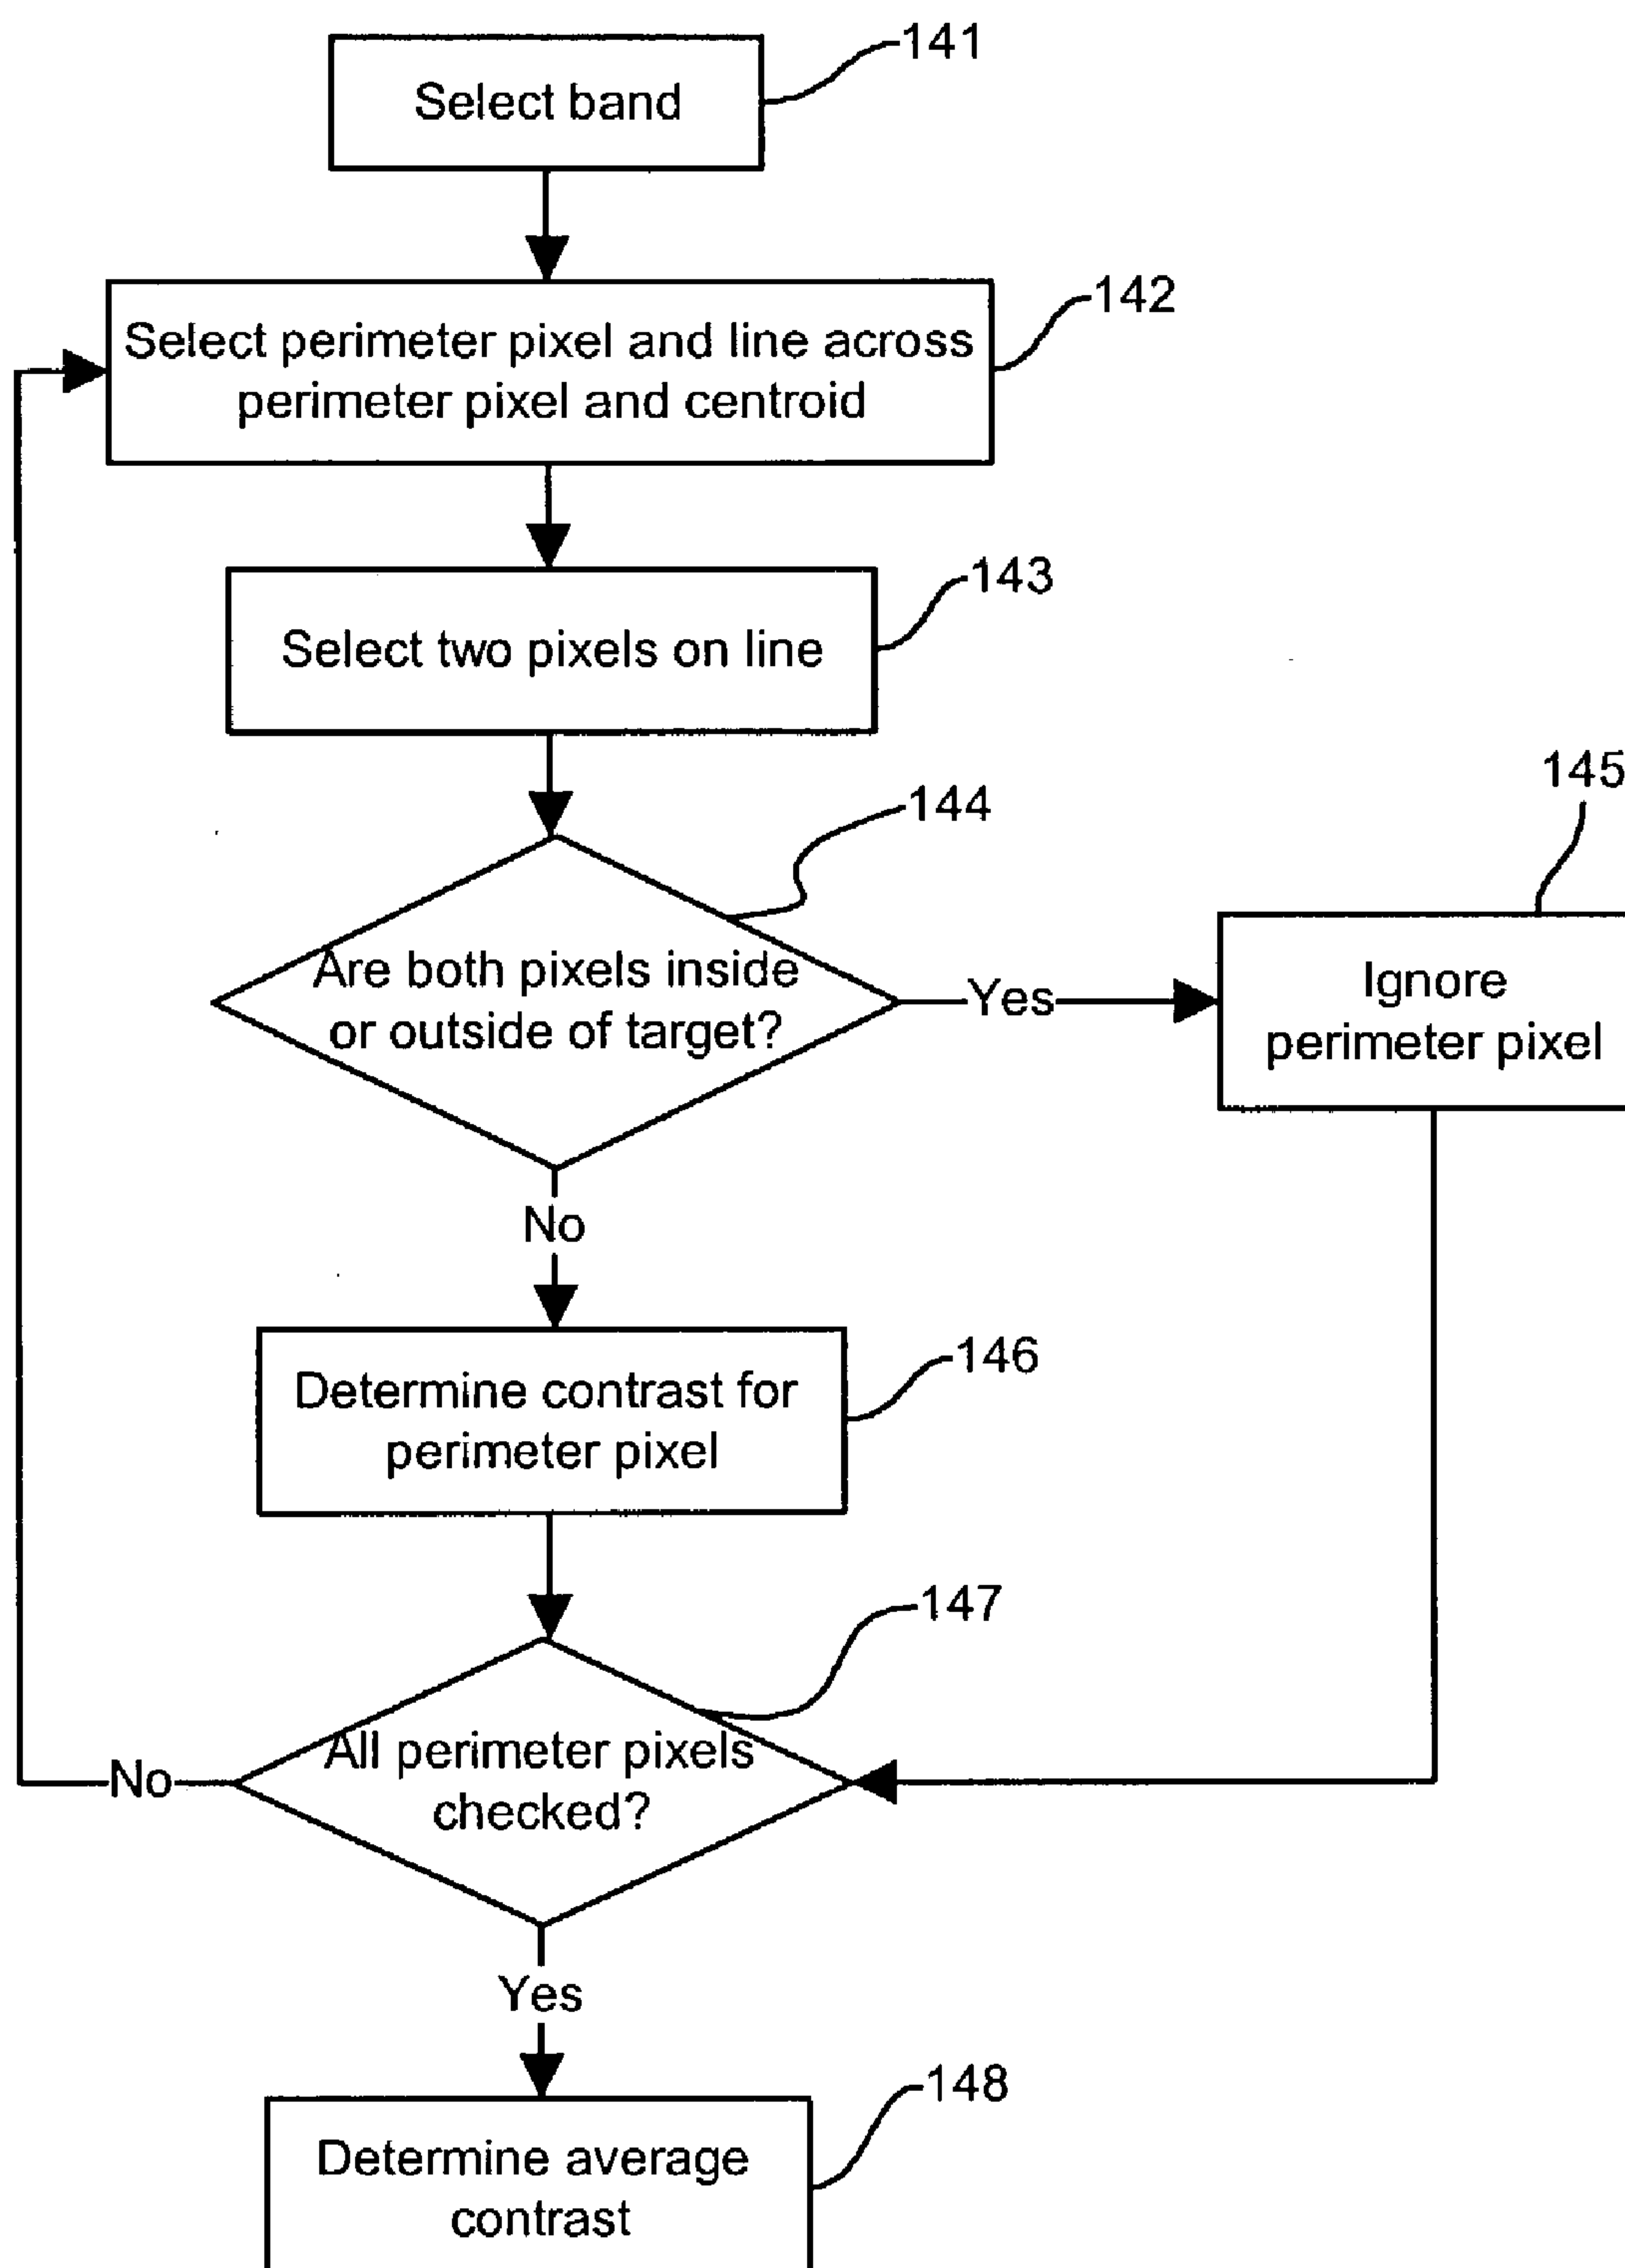 141
Select band
142
Select perimeter pixel and line across
perimeter pixel and centroid
143
Select two pixels on line
144
145
Are both pixels inside
or outside of target?
Yes
Ignore
perimeter pixel
No
146
Determine contrast for
perimeter pixel
147
All perimeter pixels
checked?
No
Yes
148
Determine average
contrast